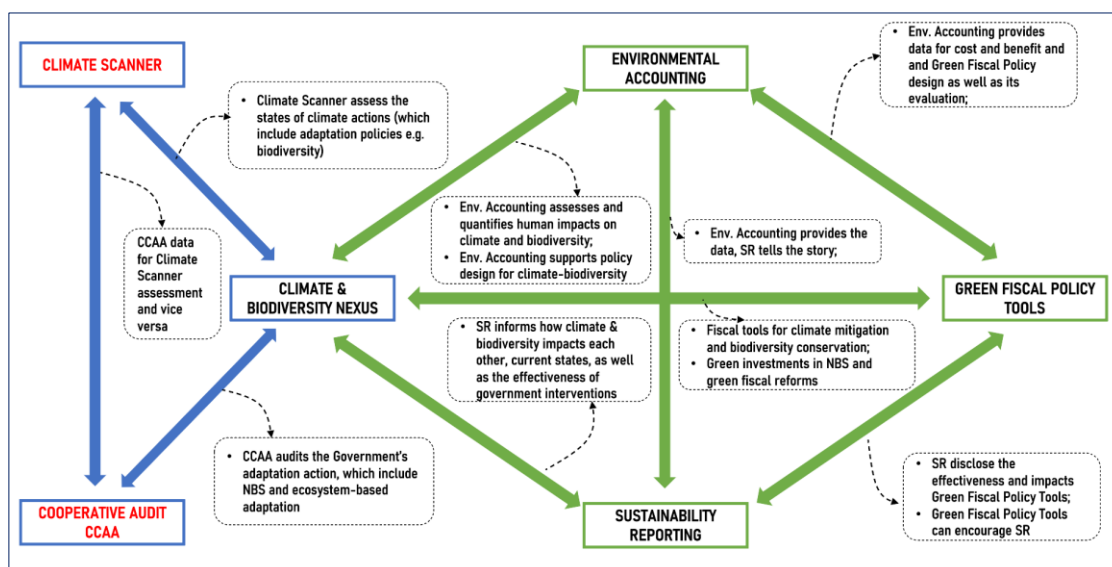 CLIMATE SCANNER
ENVIRONMENTAL
ACCOUNTING
• Env. Accounting provides
data for cost and benefit and
and Green Fiscal Policy
design as well as its
evaluation;
• Climate Scanner assess the
states of climate actions (which
include adaptation policies e.g.
biodiversity)
• Env. Accounting assesses and
quantifies human impacts on
climate and biodiversity;
• Env. Accounting supports policy
design for climate-biodiversity
• Env. Accounting provides the
data, SR tells the story;
CCAA data
for Climate
Scanner
assessment
and vice
versa
CLIMATE &
BIODIVERSITY NEXUS
GREEN FISCAL POLICY
TOOLS
• SR informs how climate &
biodiversity impacts each
other, current states, as well
as the effectiveness of
government interventions
• Fiscal tools for climate mitigation
and biodiversity conservation;
• Green investments in NBS and
green fiscal reforms
• CCAA audits the Government's
adaptation action, which include
NBS and ecosystem-based
adaptation
• SR disclose the
effectiveness and impacts
Green Fiscal Policy Tools;
• Green Fiscal Policy Tools
can encourage SR
COOPERATIVE AUDIT
CCAA
SUSTAINABILITY
REPORTING